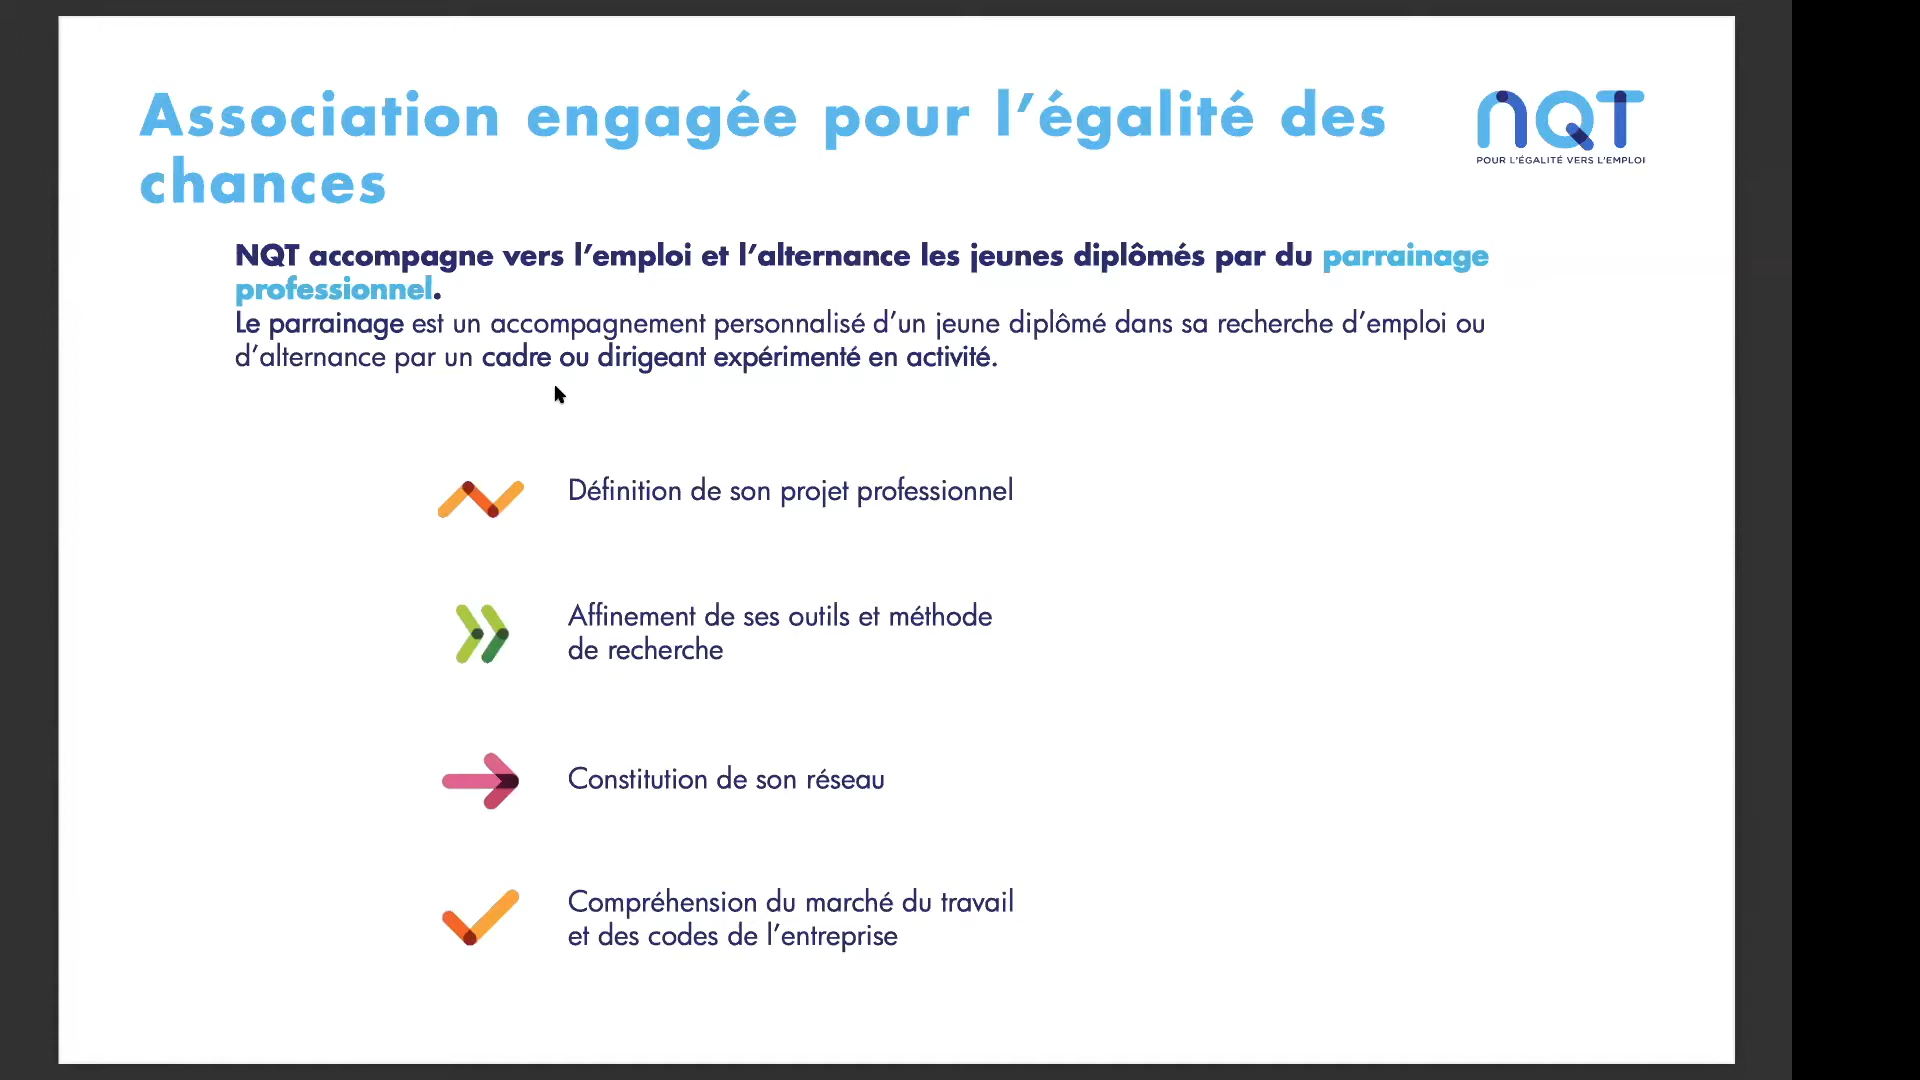 Association engagée pour l’égalité des
chances
NQT
POUR L’ÉGALITÉ VERS L’EMPLOI
NQT accompagne vers l’emploi et l’alternance les jeunes diplômés par du parrainage
professionnel.
Le parrainage est un accompagnement personnalisé d’un jeune diplômé dans sa recherche d’emploi ou
d’alternance par un cadre ou dirigeant expérimenté en activité.
Définition de son projet professionnel
Affinement de ses outils et méthode
de recherche
Constitution de son réseau
Compréhension du marché du travail
et des codes de l’entreprise